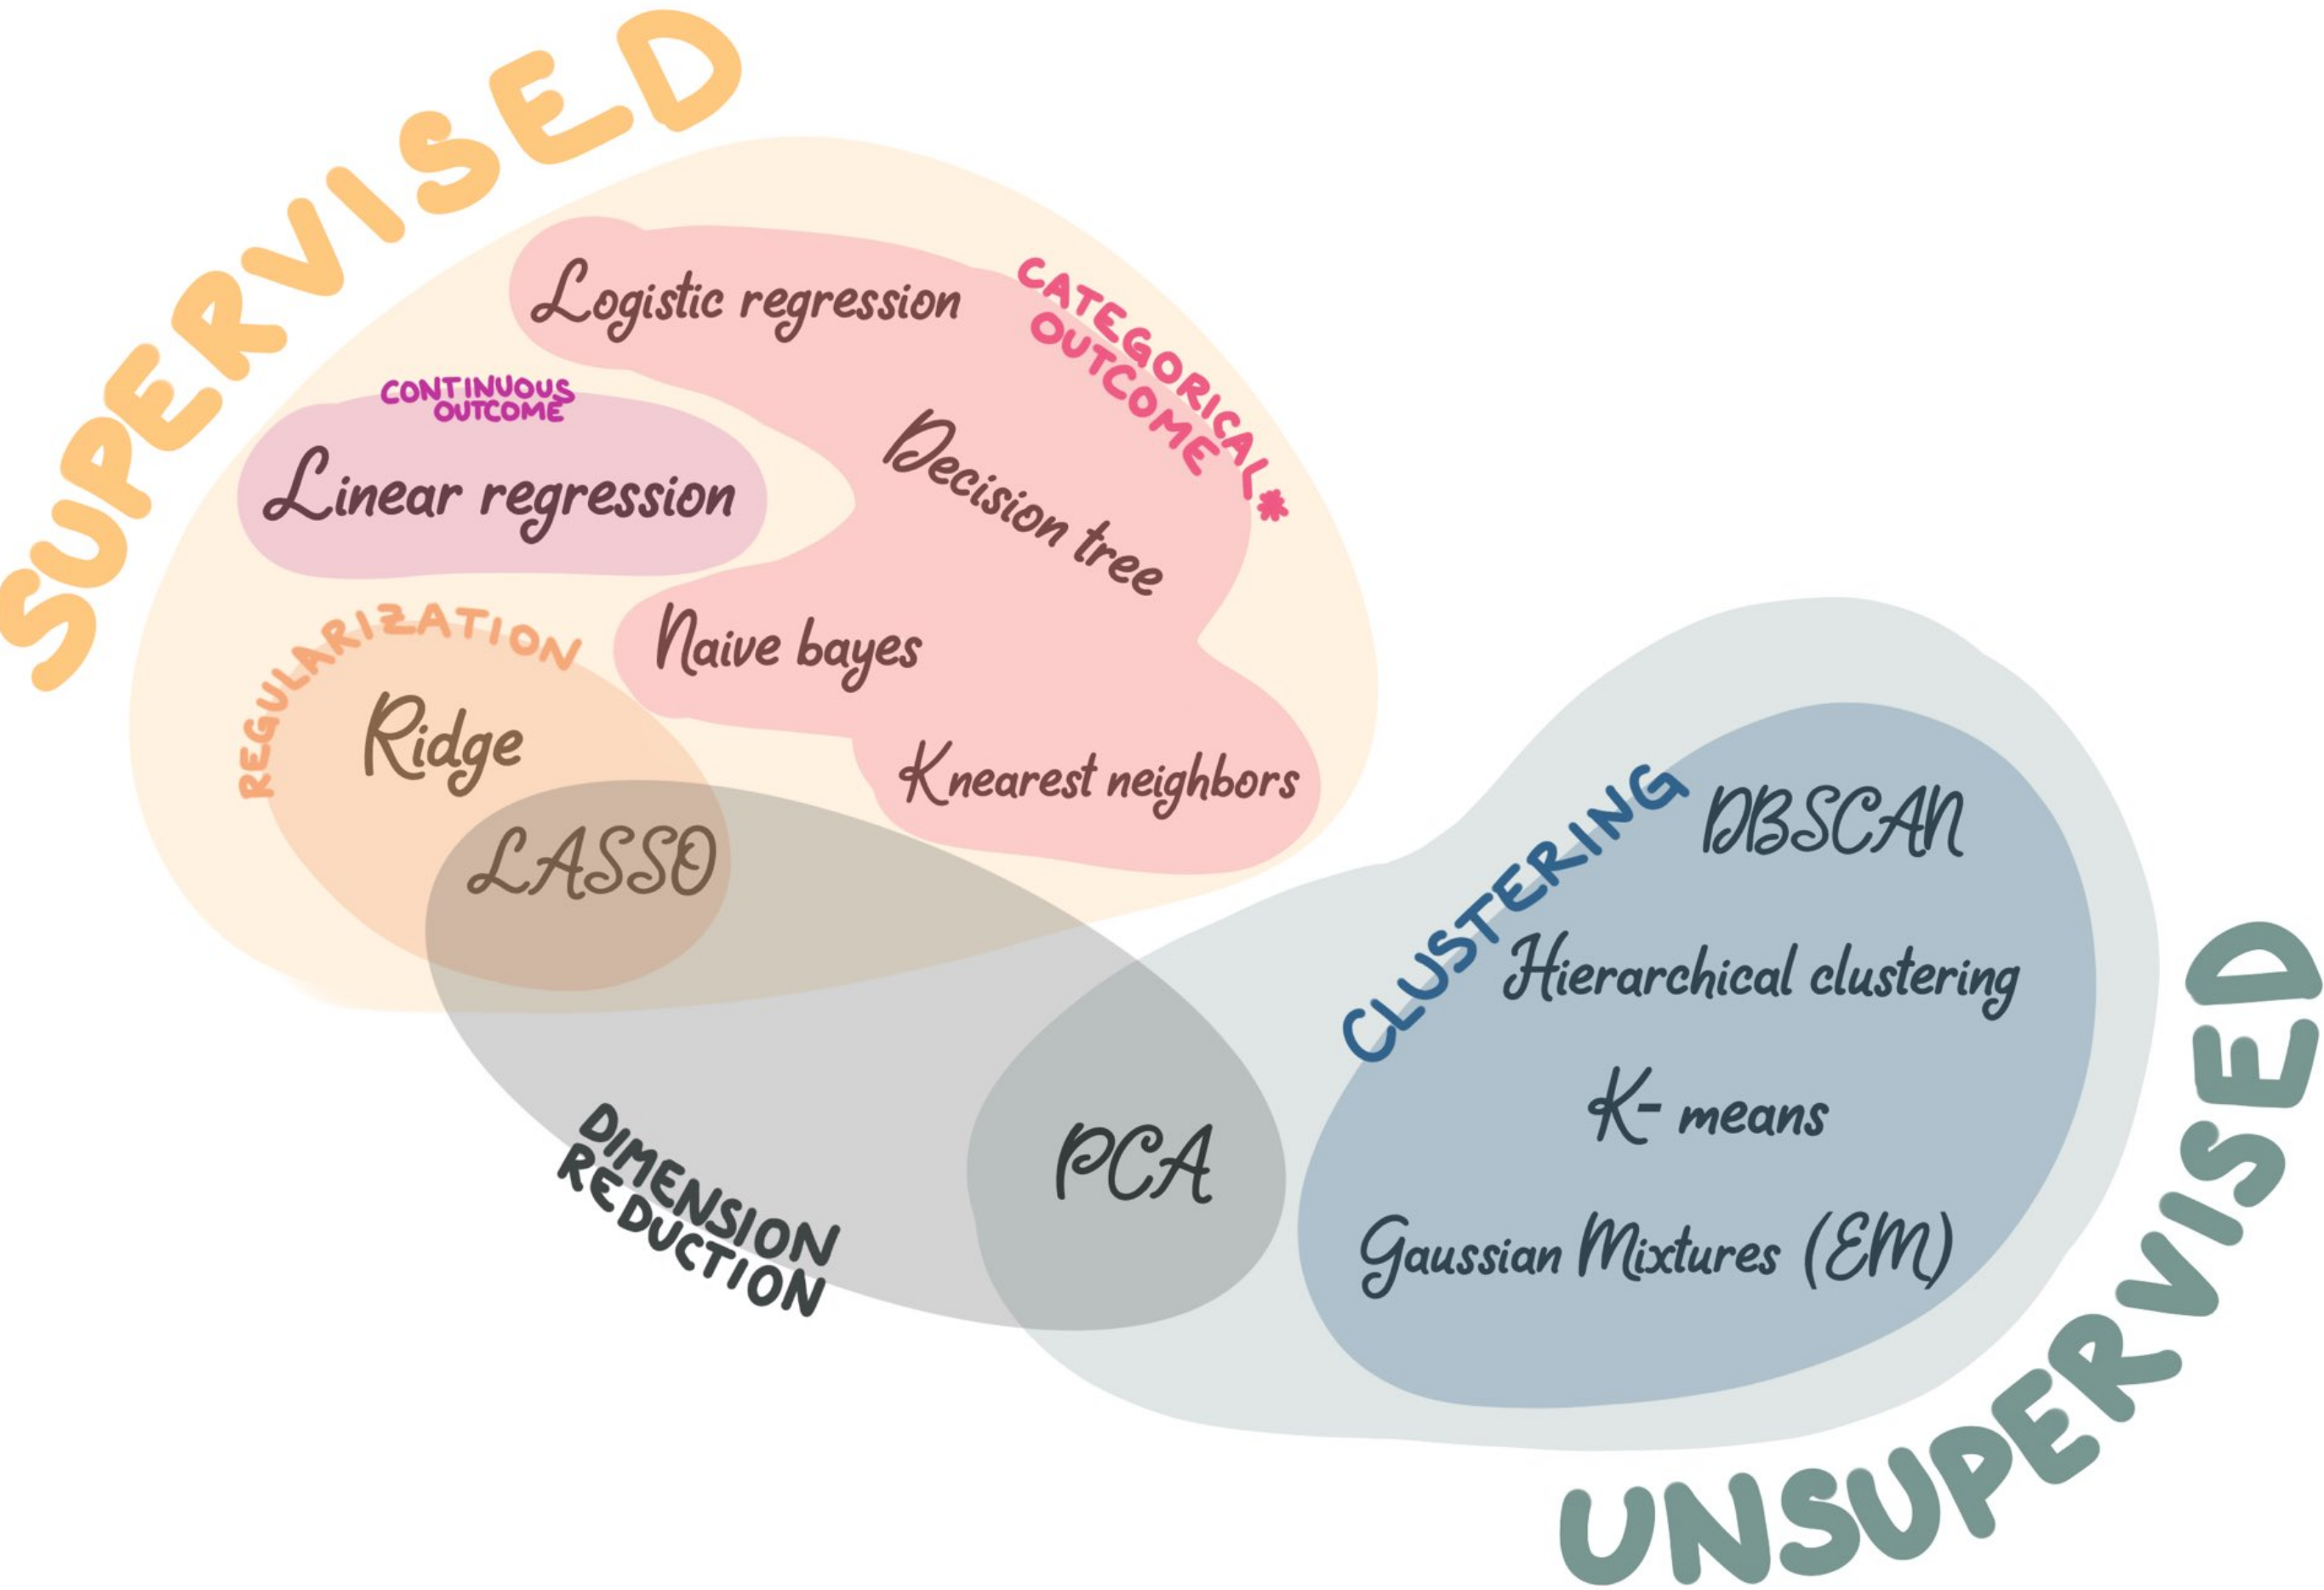 SUPERVISED
Logistic regression
CATEGORICAL*
OUTCOME
CONTINUOUS
OUTCOME
Linear regression
Decision tree
Naive bayes
K nearest neighbors
REGULARIZATION
Ridge
LASSO
DIMENSION
REDUCTION
PCA
CLUSTERING
DBSCAN
Hierarchical clustering
K- means
Gaussian Mixtures (EM)
UNSUPERVISED